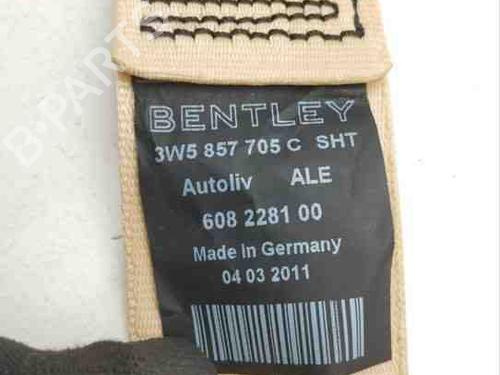 BENTLEY
3W5 857 705 C SHT
Autoliv ALE
608 2281 00
Made In Germany
04 03 2011
B-PARTS